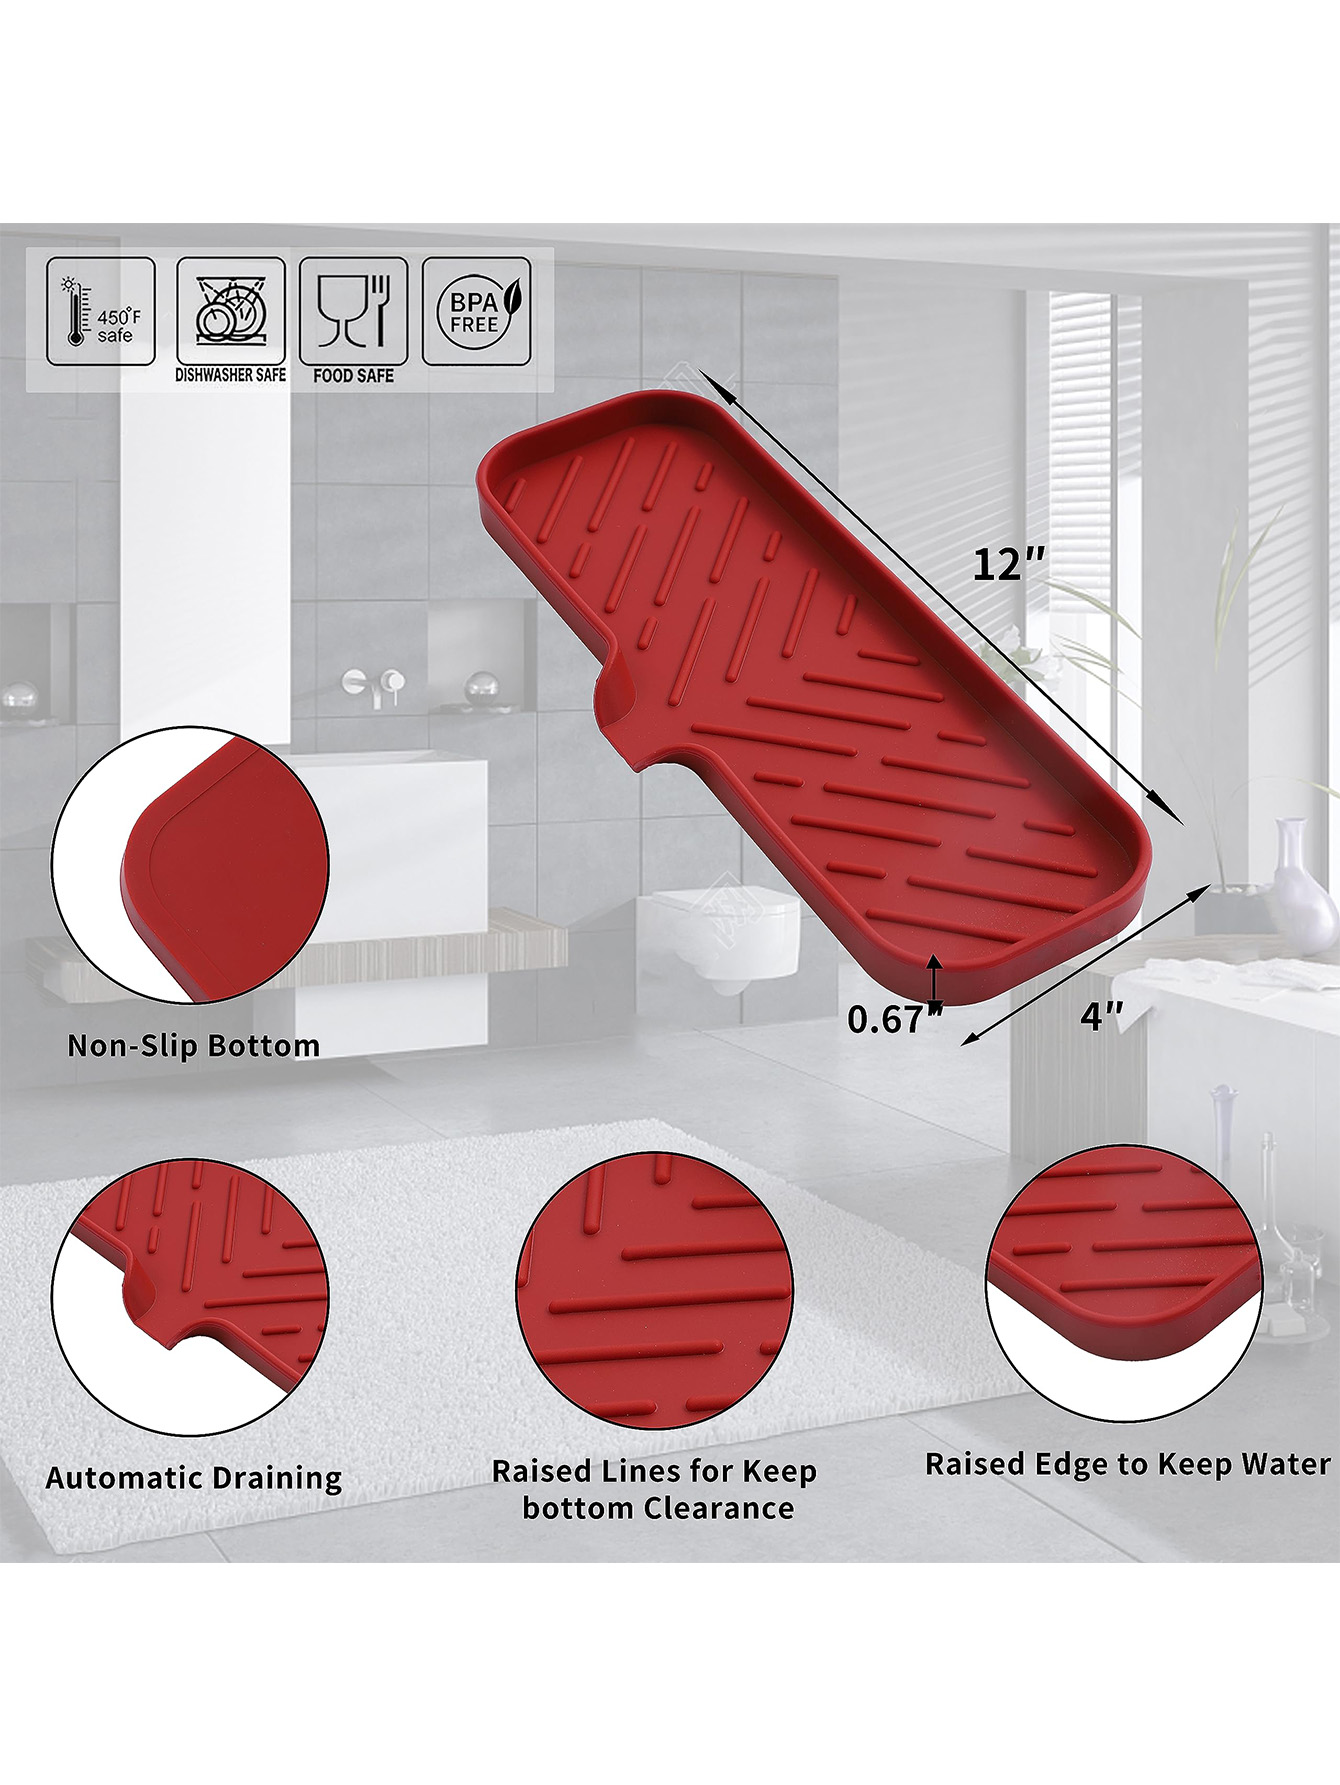 450°F
safe
BPA
FREE
DISHWASHER SAFE
FOOD SAFE
12"
0.67"
4"
Non-Slip Bottom
Automatic Draining
Raised Lines for Keep
bottom Clearance
Raised Edge to Keep Water